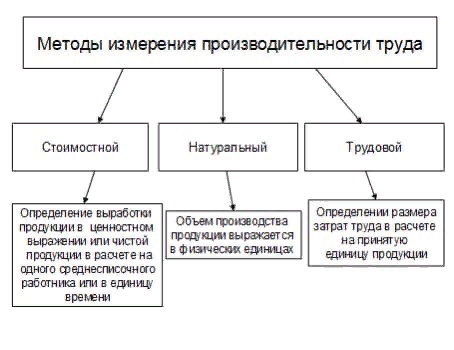 Методы измерения производительности труда
Стоимостной
Натуральный
Трудовой
Определение выработки
продукции в ценностном
выражении или чистой
продукции в расчете на
одного среднесписочного
работника или в единицу
времени
Объем производства
продукции выражается
в физических единицах
Определении размера
затрат труда в расчете
на принятую
единицу продукции